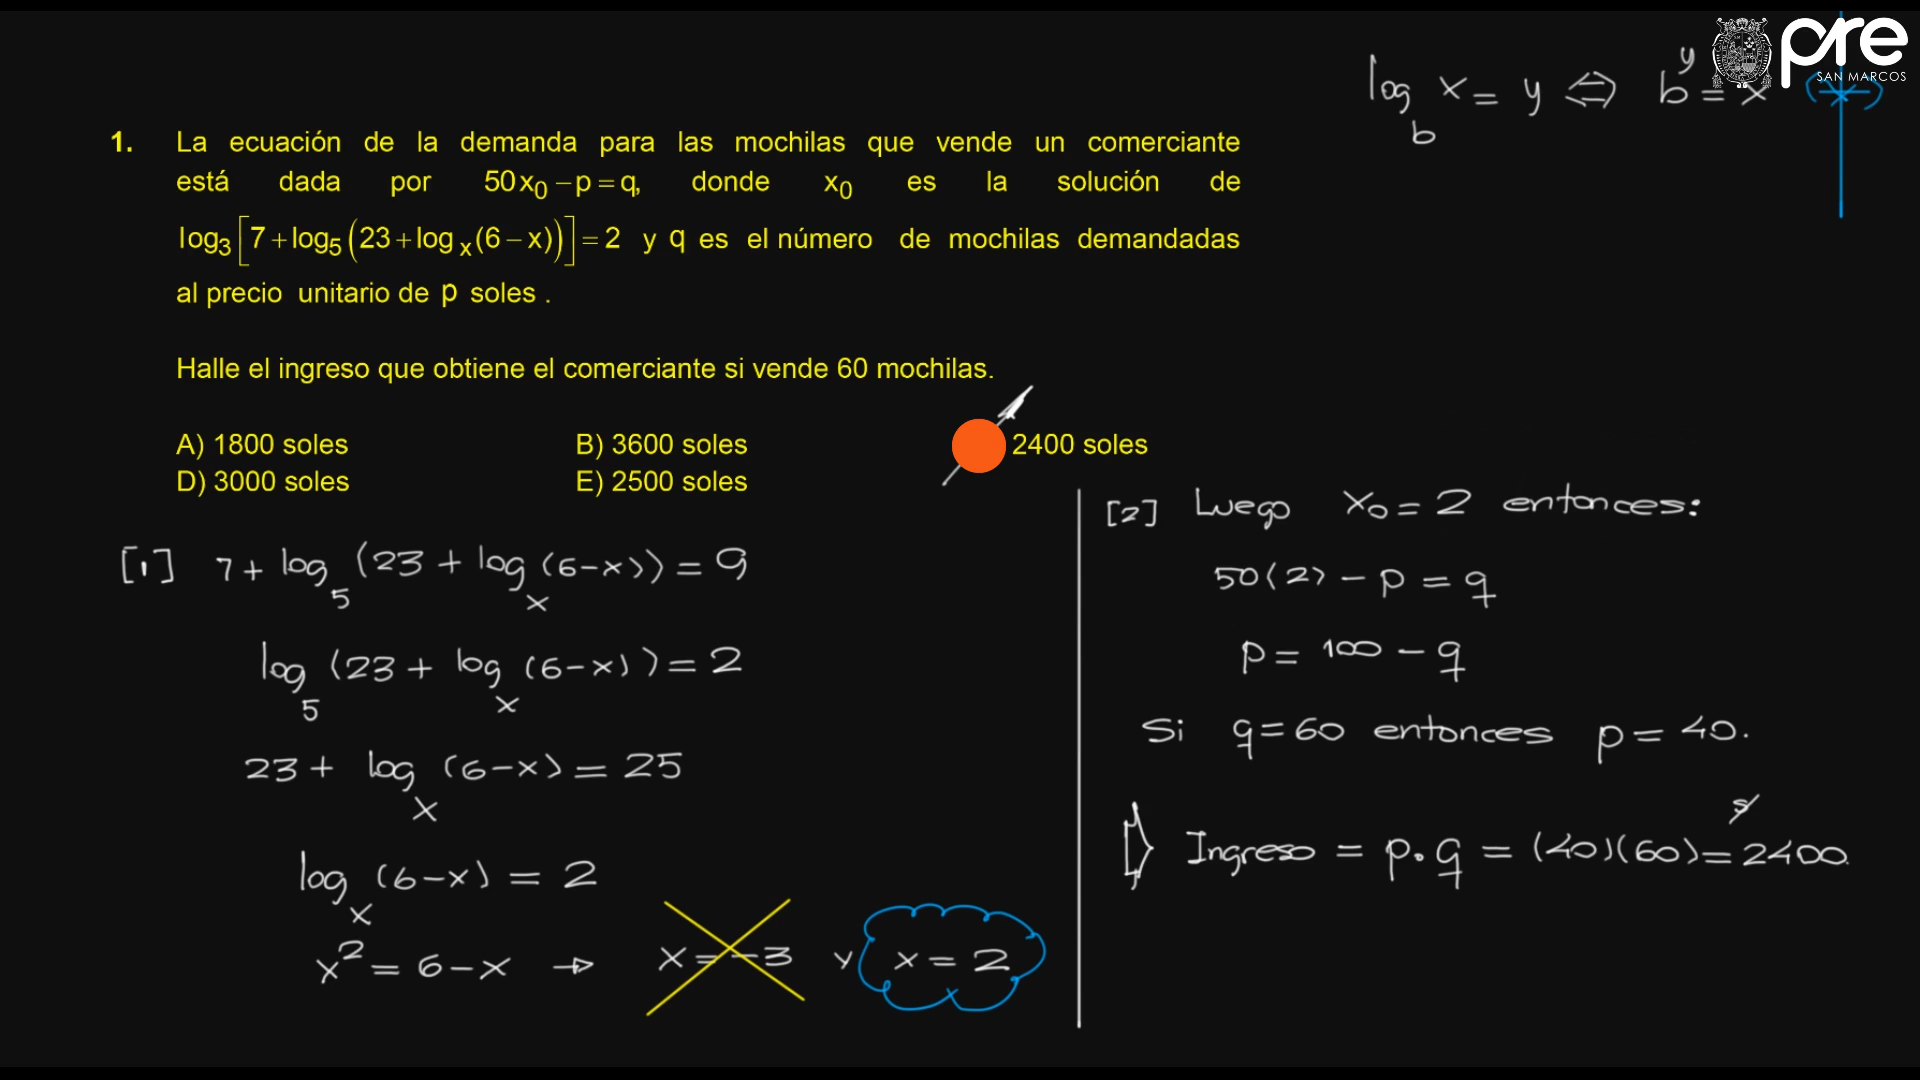 pre
SAN MARCOS
log_b x = y ⇔ b^y = x (*)
1. La ecuación de la demanda para las mochilas que vende un comerciante
está dada por 50x₀ – p = q, donde x₀ es la solución de
log₃[7 + log₅(23 + logₓ(6 – x))] = 2 y q es el número de mochilas demandadas
al precio unitario de p soles .
Halle el ingreso que obtiene el comerciante si vende 60 mochilas.
A) 1800 soles B) 3600 soles 2400 soles
D) 3000 soles E) 2500 soles
[1] 7 + log₅ (23 + logₓ (6-x)) = 9
log₅ (23 + logₓ (6-x)) = 2
23 + logₓ (6-x) = 25
logₓ (6-x) = 2
x² = 6-x → x = -3 y x = 2
[2] Luego x₀ = 2 entonces:
50(2) - p = q
p = 100 - q
Si q = 60 entonces p = 40.
Ingreso = p.q = (40)(60) = 2400.